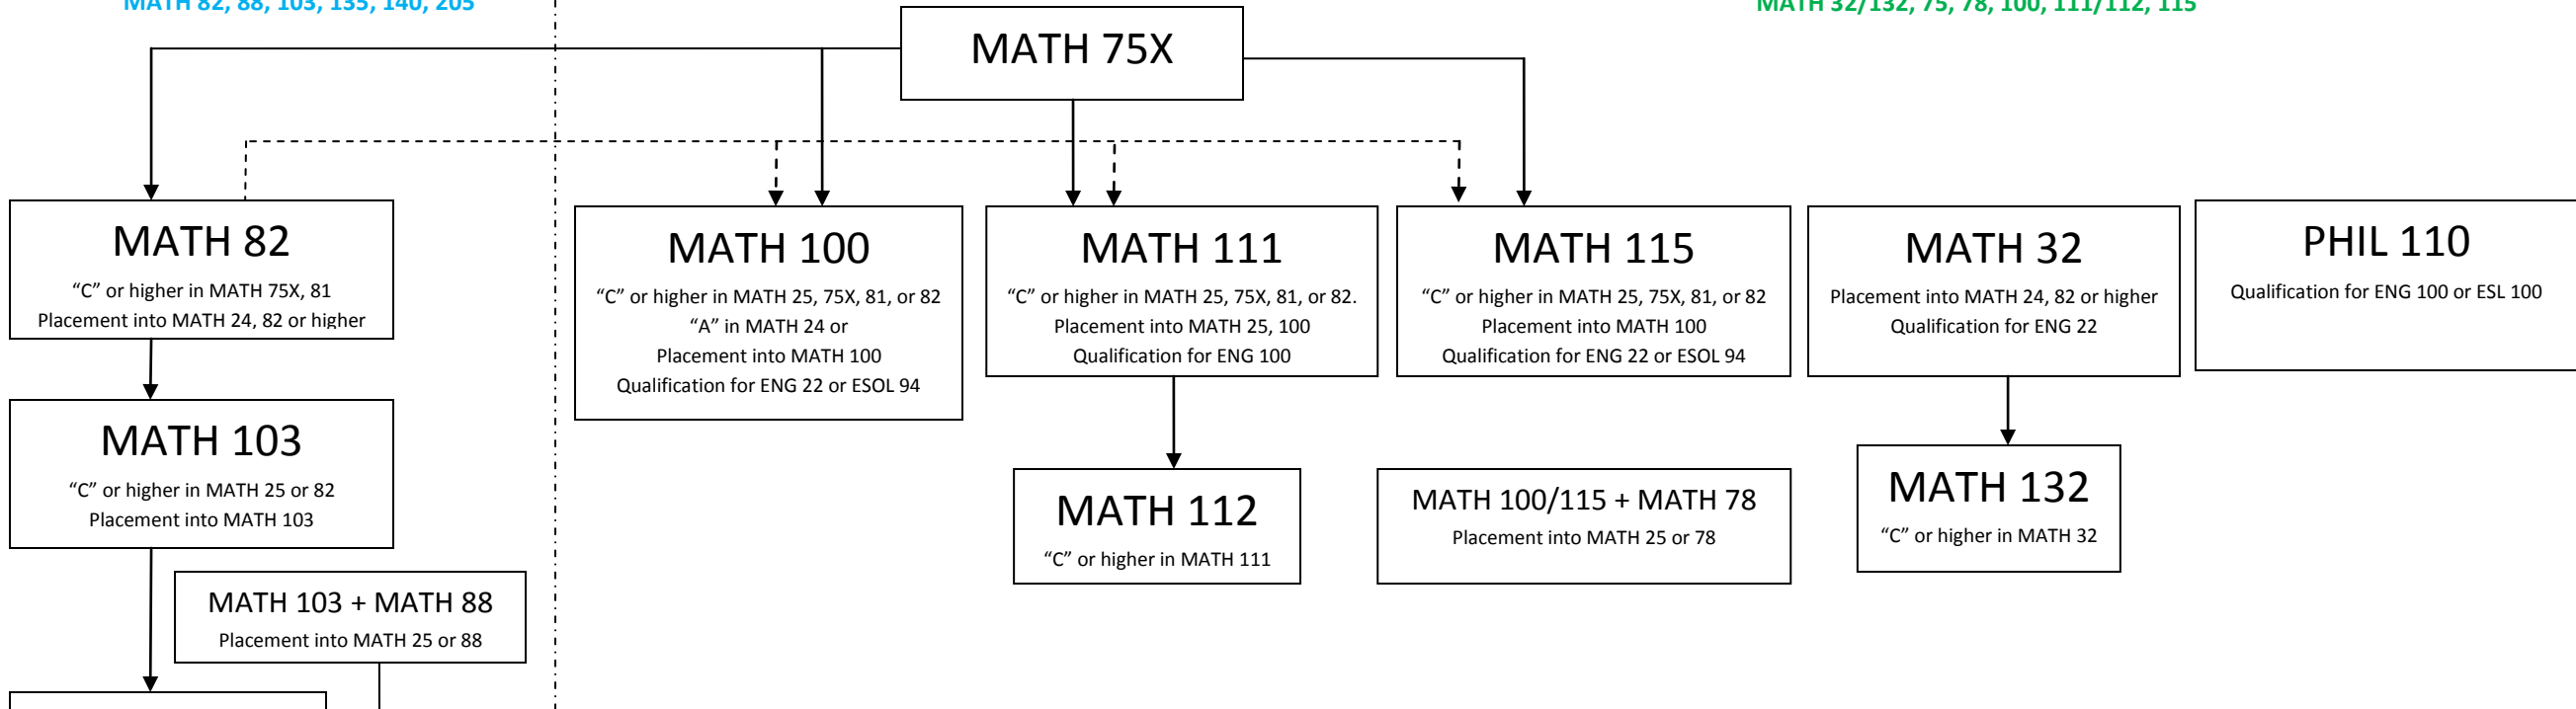 MATH 82, 88, 103, 135, 140, 205
MATH 32/132, 75, 78, 100, 111/112, 115
MATH 75X
MATH 82
“C” or higher in MATH 75X, 81
Placement into MATH 24, 82 or higher
MATH 100
“C” or higher in MATH 25, 75X, 81, or 82
“A” in MATH 24 or
Placement into MATH 100
Qualification for ENG 22 or ESOL 94
MATH 111
“C” or higher in MATH 25, 75X, 81, or 82.
Placement into MATH 25, 100
Qualification for ENG 100
MATH 115
“C” or higher in MATH 25, 75X, 81, or 82
Placement into MATH 100
Qualification for ENG 22 or ESOL 94
MATH 32
Placement into MATH 24, 82 or higher
Qualification for ENG 22
PHIL 110
Qualification for ENG 100 or ESL 100
MATH 103
“C” or higher in MATH 25 or 82
Placement into MATH 103
MATH 112
“C” or higher in MATH 111
MATH 100/115 + MATH 78
Placement into MATH 25 or 78
MATH 132
“C” or higher in MATH 32
MATH 103 + MATH 88
Placement into MATH 25 or 88